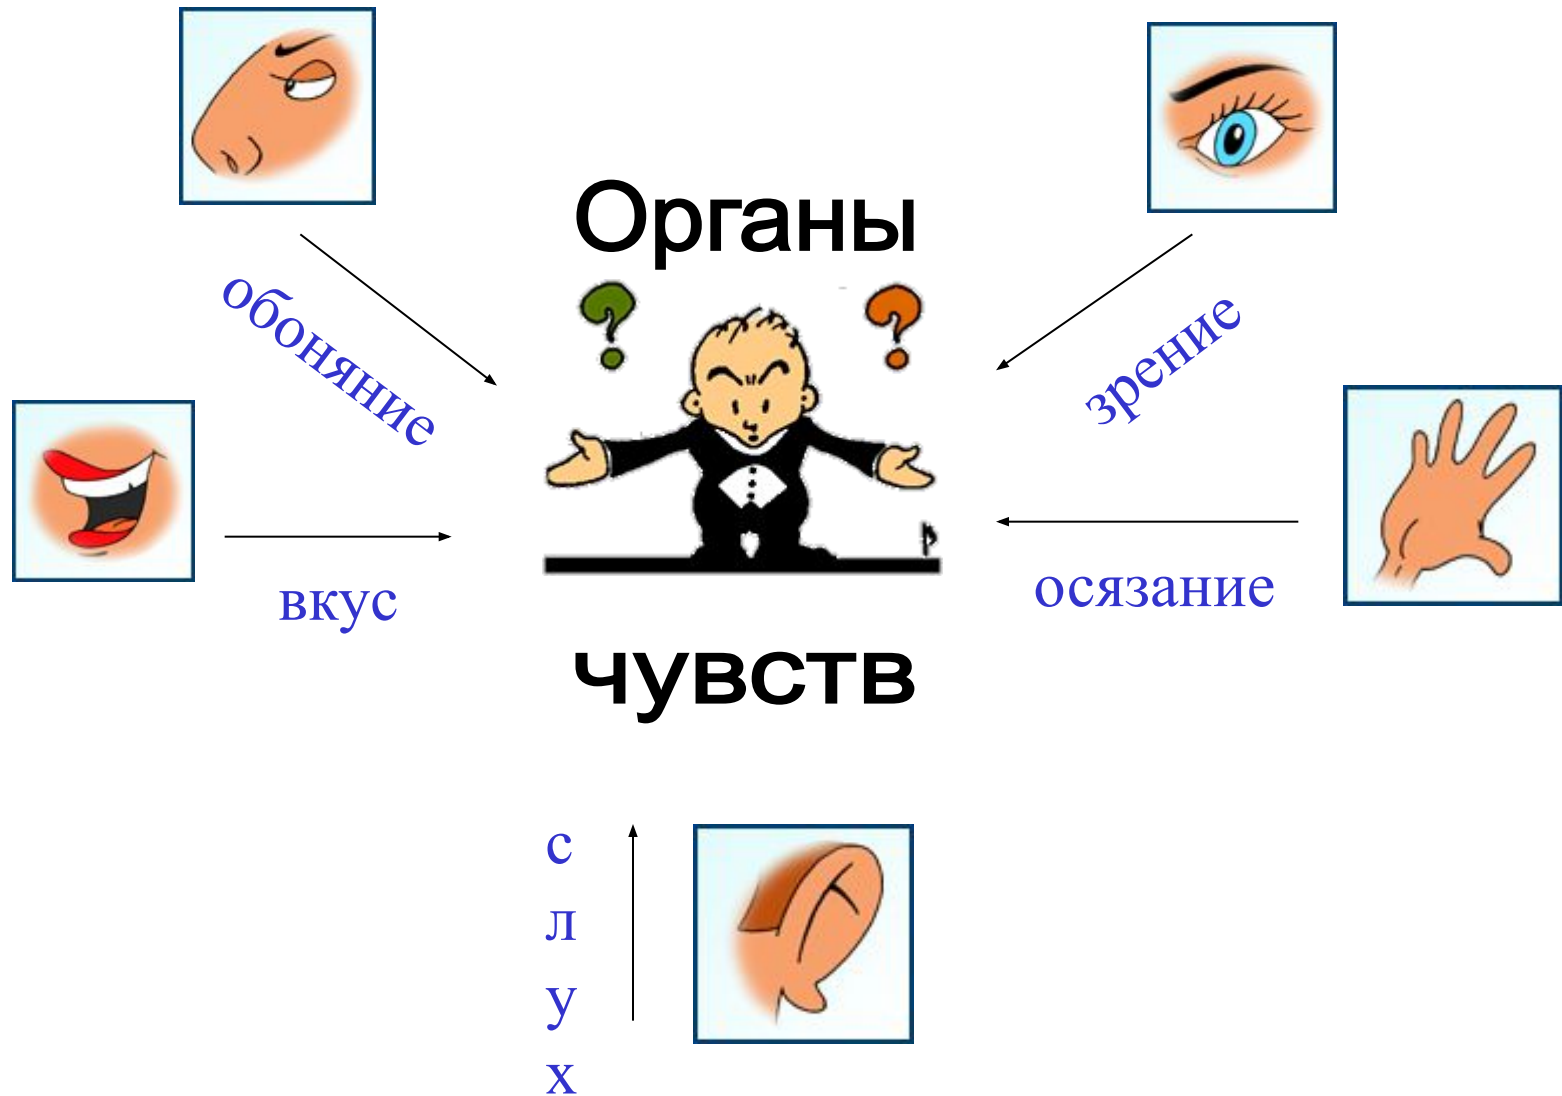 Органы
обоняние
зрение
вкус
осязание
чувств
с
л
у
х